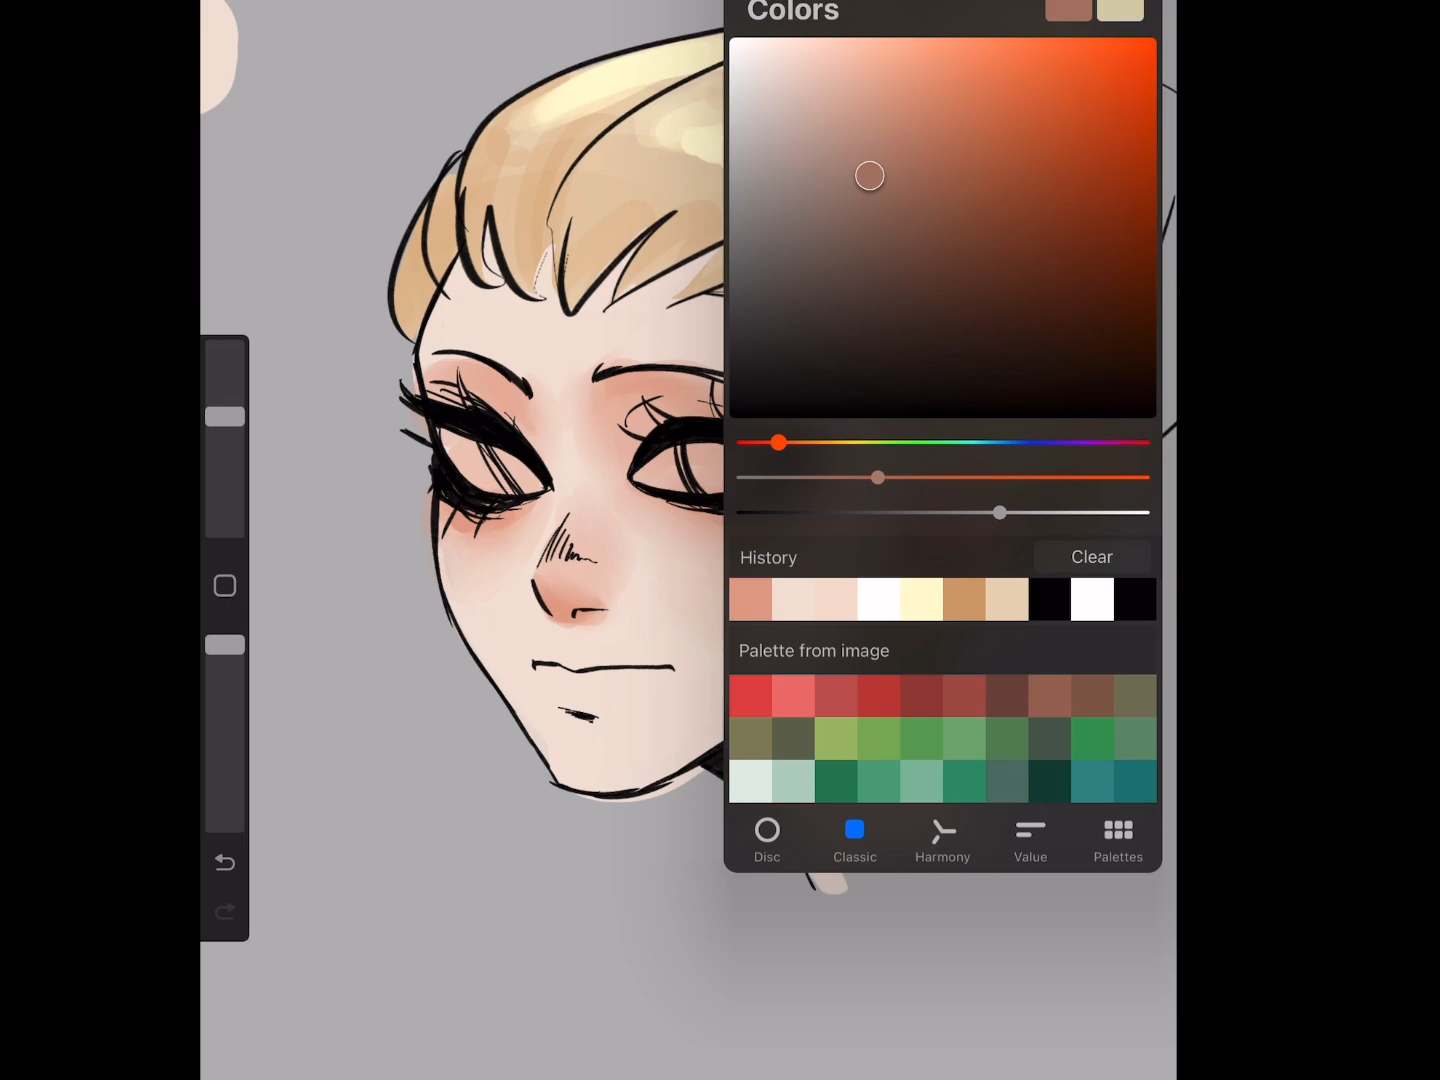 Colors
History
Clear
Palette from image
Disc
Classic
Harmony
Value
Palettes